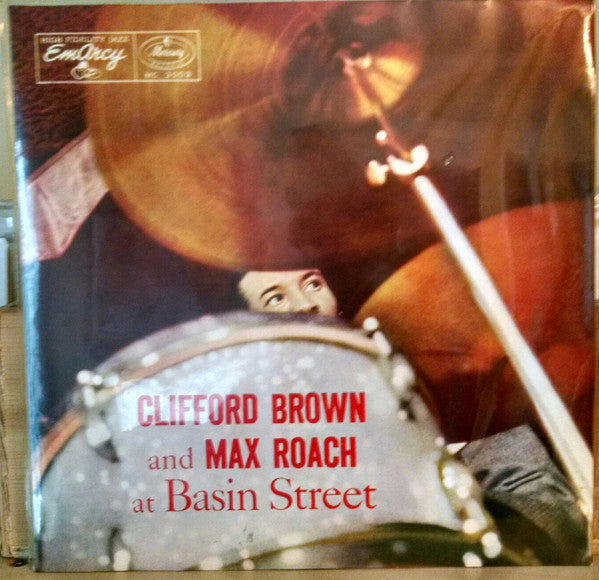 HIGH FIDELITY JAZZ
EmArcy
Mercury
CLIFFORD BROWN
and MAX ROACH
at Basin Street